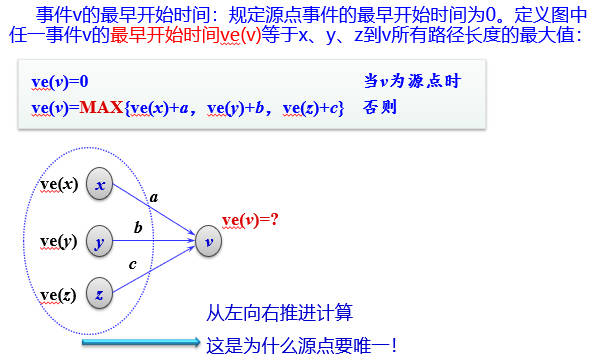 事件v的最早开始时间：规定源点事件的最早开始时间为0。定义图中
任一事件v的最早开始时间ve(v)等于x、y、z到v所有路径长度的最大值：
ve(v)=0 当v为源点时
ve(v)=MAX{ve(x)+a，ve(y)+b，ve(z)+c} 否则
ve(x) x a
ve(v)=?
ve(y) y b v
c
ve(z) z
从左向右推进计算
这是为什么源点要唯一！